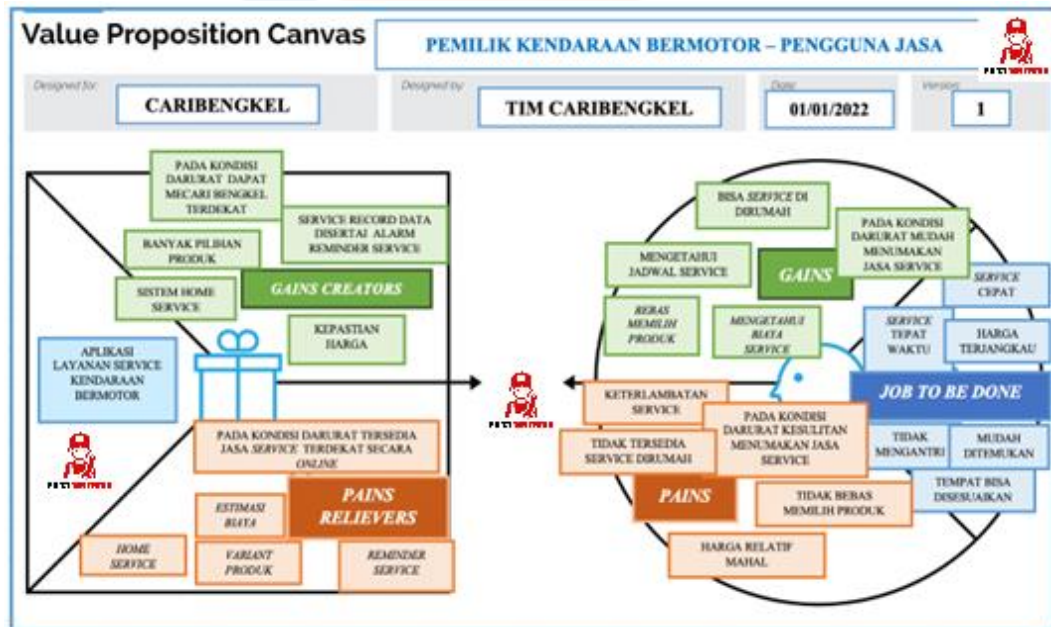 Value Proposition Canvas
PEMILIK KENDARAAN BERMOTOR – PENGGUNA JASA
Designed for:
CARIBENGKEL
Designed by:
TIM CARIBENGKEL
Date:
01/01/2022
Version:
1
PADA KONDISI
DARURAT DAPAT
MECARI BENGKEL
TERDEKAT
SERVICE RECORD DATA
DISERTAI ALARM
REMINDER SERVICE
BANYAK PILIHAN
PRODUK
GAINS CREATORS
SISTEM HOME
SERVICE
KEPASTIAN
HARGA
APLIKASI
LAYANAN SERVICE
KENDARAAN
BERMOTOR
PADA KONDISI DARURAT TERSEDIA
JASA SERVICE TERDEKAT SECARA
ONLINE
PAINS
RELIEVERS
ESTIMASI
BIAYA
HOME
SERVICE
VARIANT
PRODUK
REMINDER
SERVICE
BISA SERVICE DI
DIRUMAH
PADA KONDISI
DARURAT MUDAH
MENUMAKAN
JASA SERVICE
MENGETAHUI
JADWAL SERVICE
GAINS
SERVICE
CEPAT
BEBAS
MEMILIH
PRODUK
MENGETAHUI
BIAYA
SERVICE
SERVICE
TEPAT
WAKTU
HARGA
TERJANGKAU
JOB TO BE DONE
KETERLAMBATAN
SERVICE
PADA KONDISI
DARURAT KESULITAN
MENUMAKAN JASA
SERVICE
TIDAK TERSEDIA
SERVICE DIRUMAH
TIDAK
MENGANTRI
MUDAH
DITEMUKAN
TEMPAT BISA
DISESUAIKAN
PAINS
TIDAK BEBAS
MEMILIH PRODUK
HARGA RELATIF
MAHAL